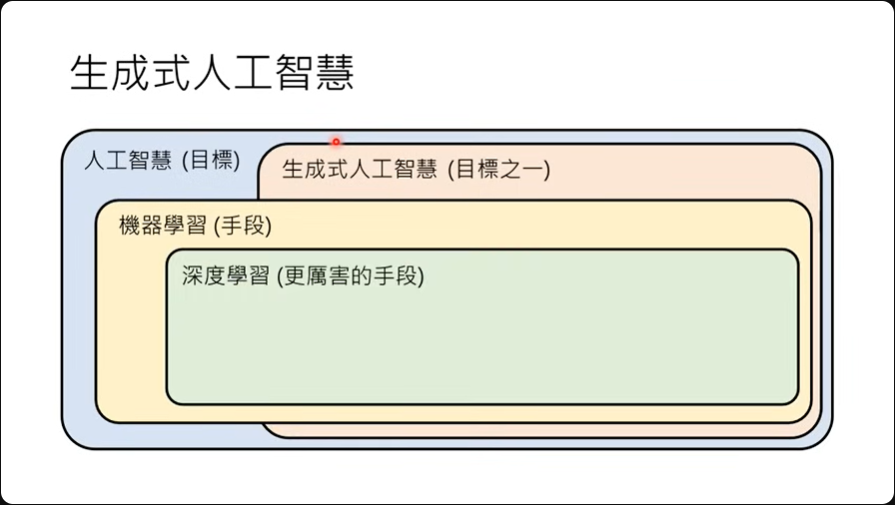 生成式人工智慧
人工智慧 (目標)
生成式人工智慧 (目標之一)
機器學習 (手段)
深度學習 (更厲害的手段)